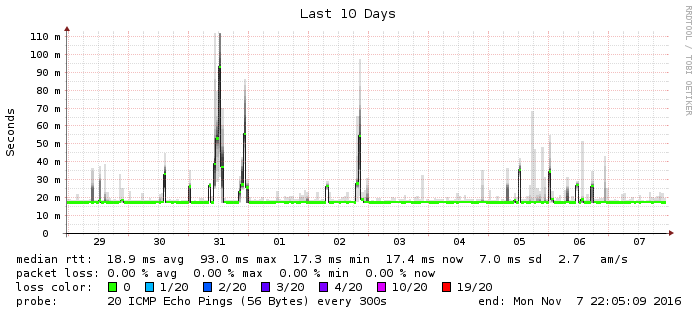 Last 10 Days
RRDTOOL / TOBI OETIKER
Seconds
110 m
100 m
90 m
80 m
70 m
60 m
50 m
40 m
30 m
20 m
10 m
0
29 30 31 01 02 03 04 05 06 07
median rtt: 18.9 ms avg 93.0 ms max 17.3 ms min 17.4 ms now 7.0 ms sd 2.7 am/s
packet loss: 0.00 % avg 0.00 % max 0.00 % min 0.00 % now
loss color: 0 1/20 2/20 3/20 4/20 10/20 19/20
probe: 20 ICMP Echo Pings (56 Bytes) every 300s end: Mon Nov 7 22:05:09 2016